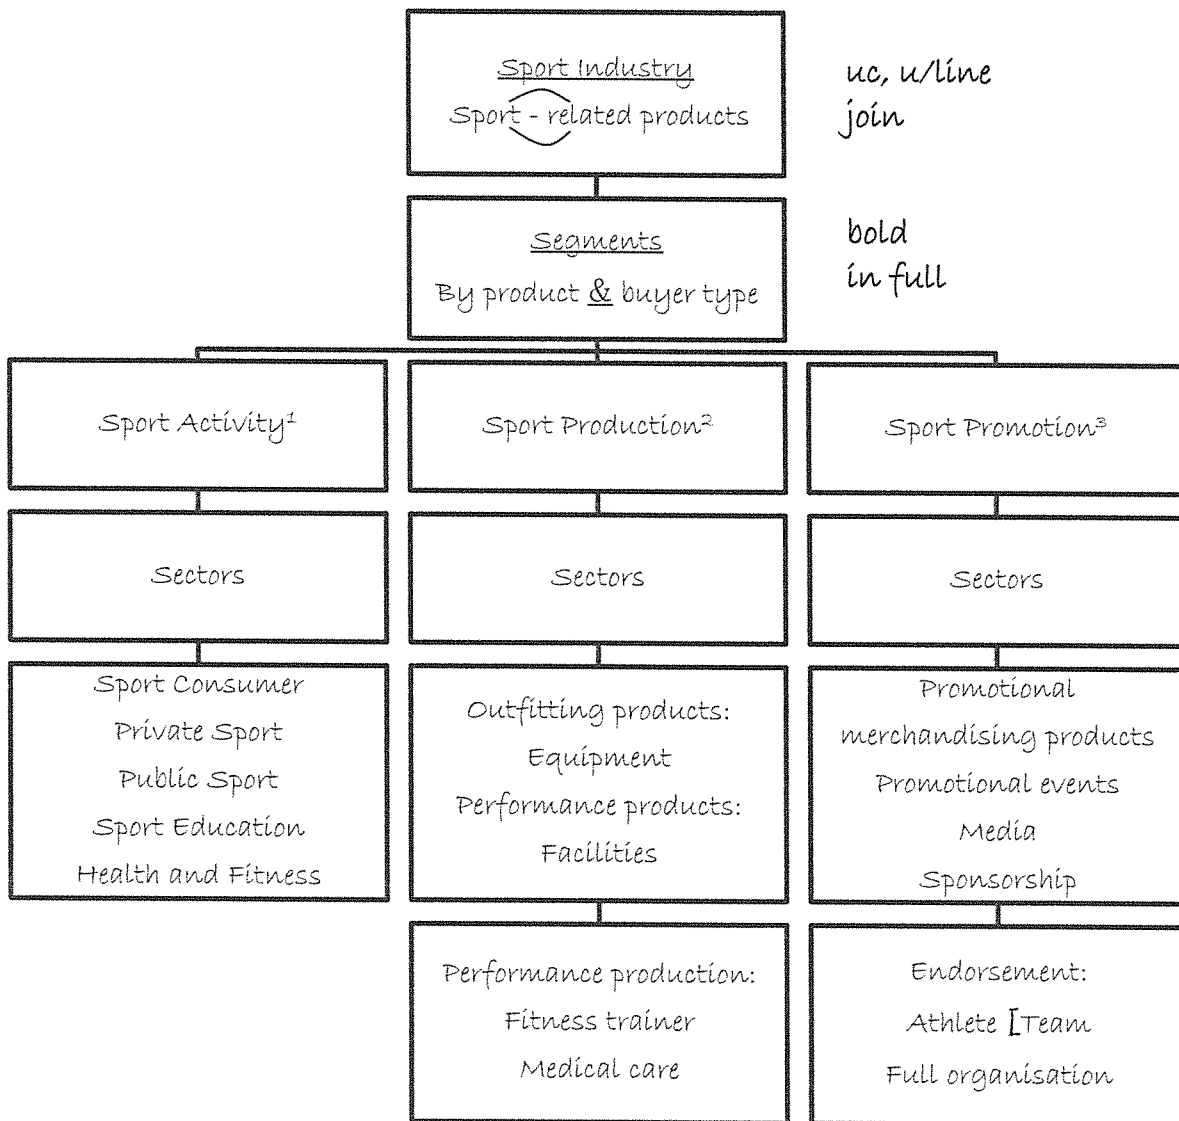 Sport Industry
Sport - related products
uc, u/line
join
Segments
By product & buyer type
bold
in full
Sport Activity¹
Sport Production²
Sport Promotion³
Sectors
Sectors
Sectors
Sport Consumer
Private Sport
Public Sport
Sport Education
Health and Fitness
Outfitting products:
Equipment
Performance products:
Facilities
Promotional
merchandising products
Promotional events
Media
Sponsorship
Performance production:
Fitness trainer
Medical care
Endorsement:
Athlete [Team
Full organisation